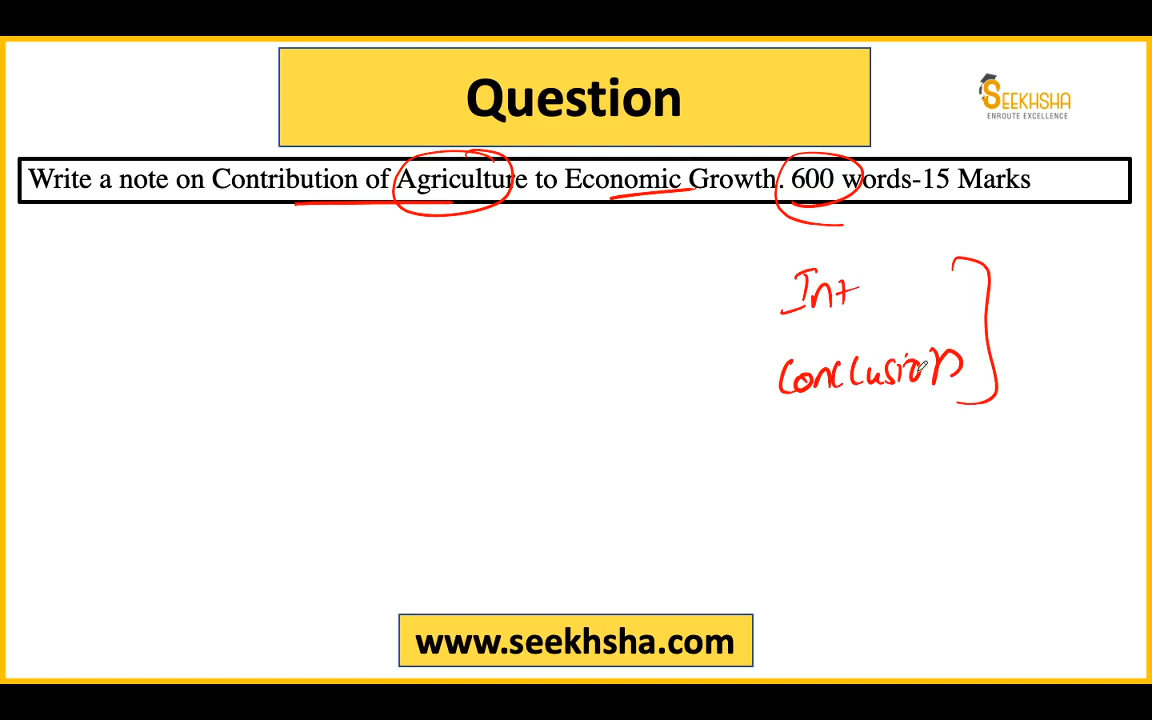 Question
SEEKHSHA
ENROUTE EXCELLENCE
Write a note on Contribution of Agriculture to Economic Growth. 600 words-15 Marks
Int
Conclusion
www.seekhsha.com